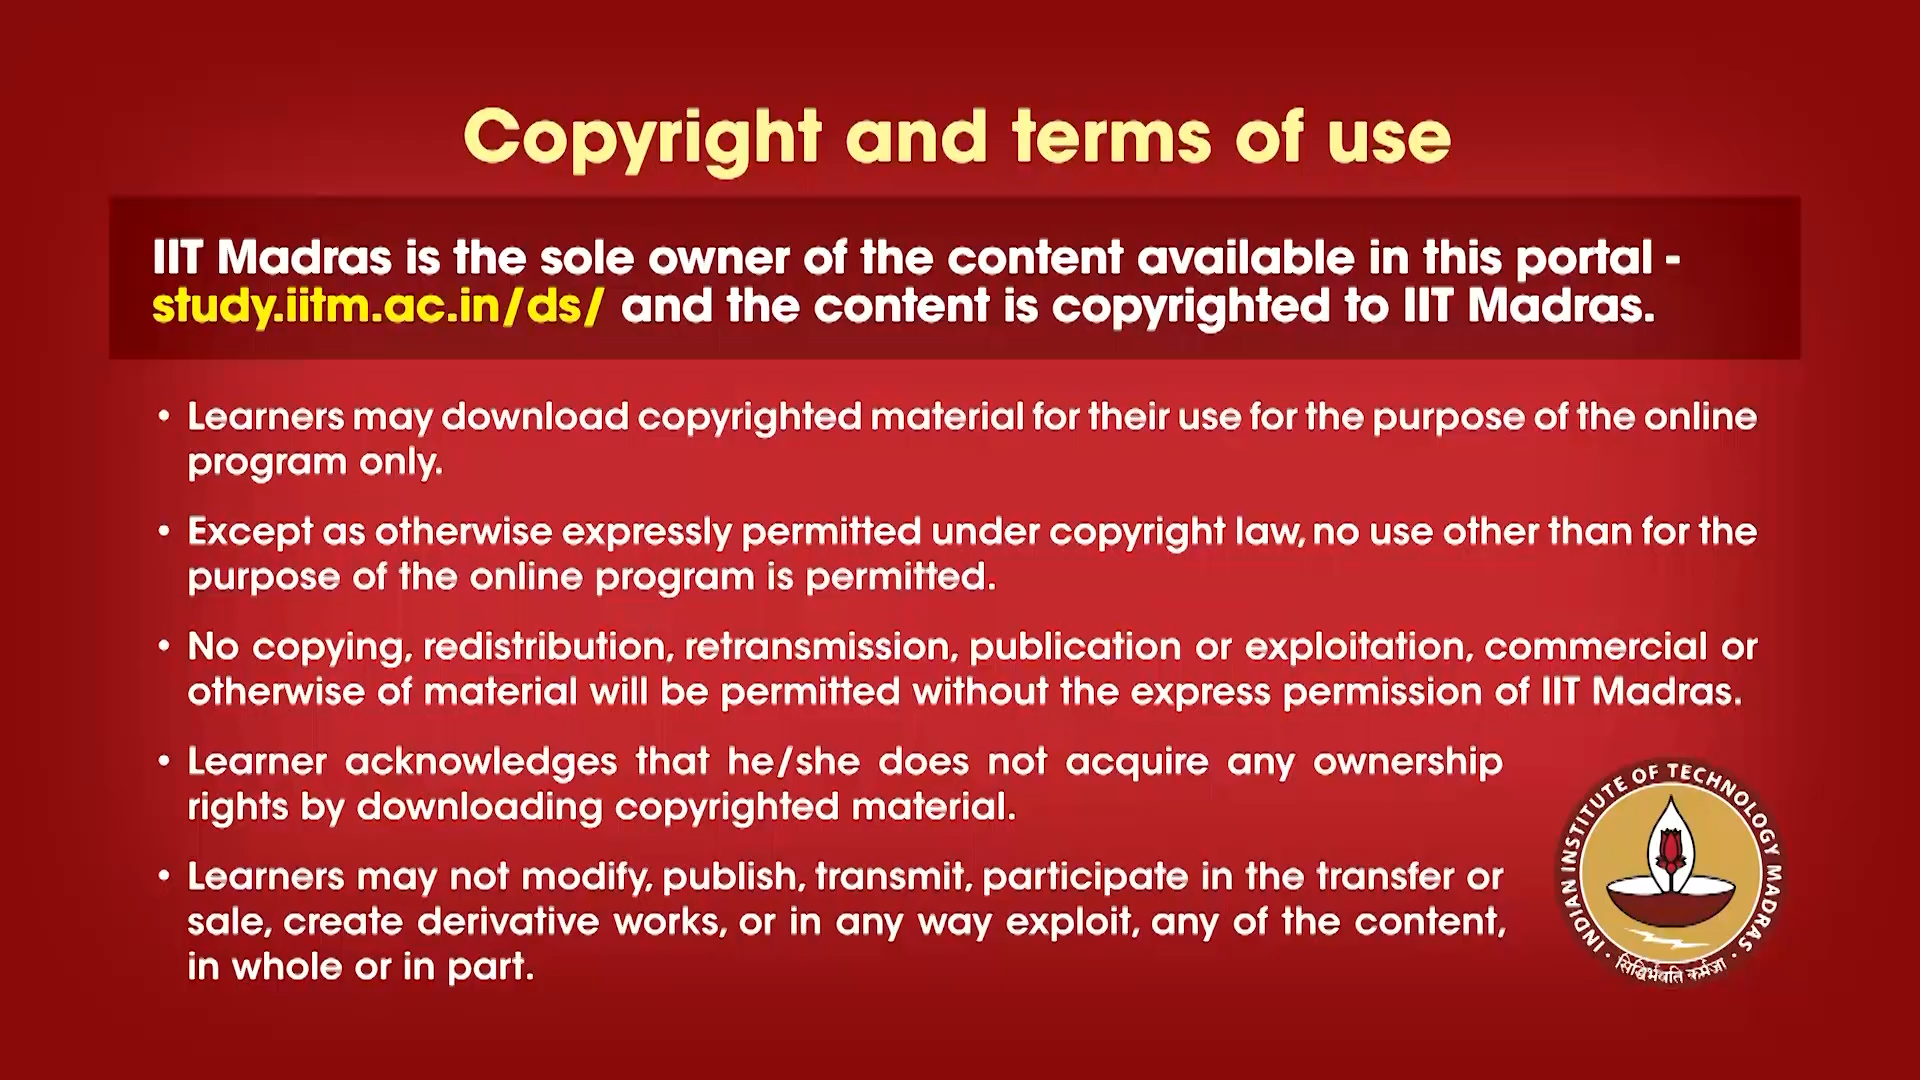 Copyright and terms of use
IIT Madras is the sole owner of the content available in this portal -
study.iitm.ac.in/ds/ and the content is copyrighted to IIT Madras.
• Learners may download copyrighted material for their use for the purpose of the online
program only.
• Except as otherwise expressly permitted under copyright law, no use other than for the
purpose of the online program is permitted.
• No copying, redistribution, retransmission, publication or exploitation, commercial or
otherwise of material will be permitted without the express permission of IIT Madras.
• Learner acknowledges that he/she does not acquire any ownership
rights by downloading copyrighted material.
• Learners may not modify, publish, transmit, participate in the transfer or
sale, create derivative works, or in any way exploit, any of the content,
in whole or in part.
INDIAN INSTITUTE OF TECHNOLOGY MADRAS
सिद्धिर्भवति कर्मजा